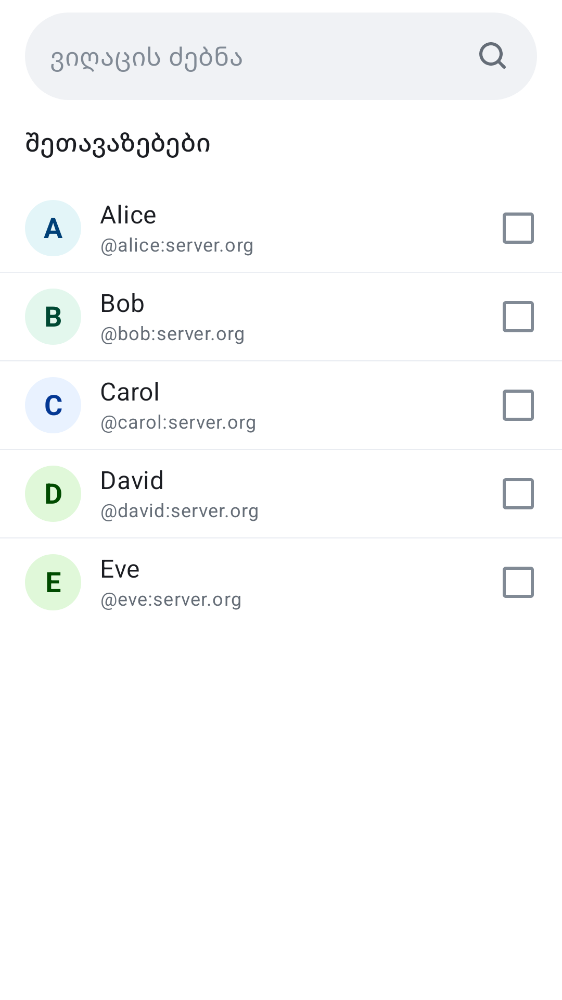 ვიღაცის ძებნა
შეთავაზებები
A
Alice
@alice:server.org
B
Bob
@bob:server.org
C
Carol
@carol:server.org
D
David
@david:server.org
E
Eve
@eve:server.org